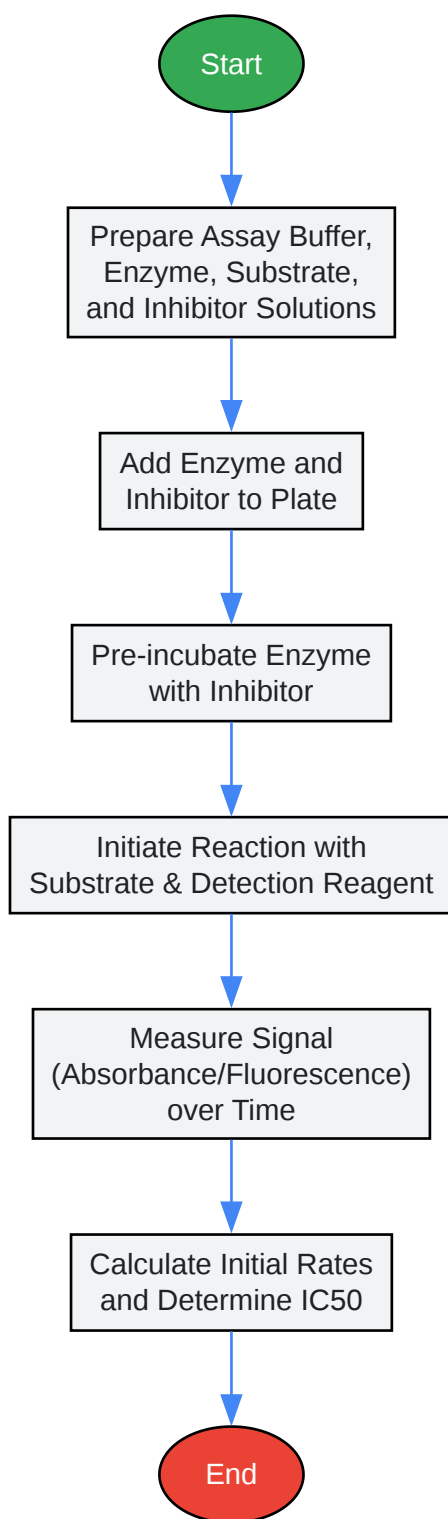 Start
Prepare Assay Buffer,
Enzyme, Substrate,
and Inhibitor Solutions
Add Enzyme and
Inhibitor to Plate
Pre-incubate Enzyme
with Inhibitor
Initiate Reaction with
Substrate & Detection Reagent
Measure Signal
(Absorbance/Fluorescence)
over Time
Calculate Initial Rates
and Determine IC50
End